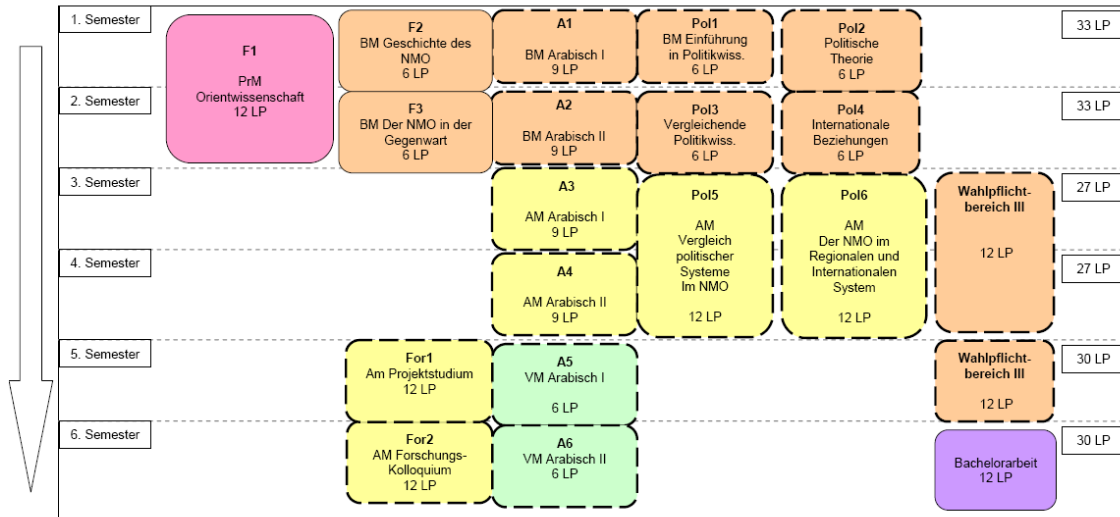 1. Semester
F1
PrM
Orientwissenschaft
12 LP
F2
BM Geschichte des
NMO
6 LP
A1
BM Arabisch I
9 LP
Pol1
BM Einführung
in Politikwiss.
6 LP
Pol2
Politische
Theorie
6 LP
33 LP
2. Semester
F3
BM Der NMO in der
Gegenwart
6 LP
A2
BM Arabisch II
9 LP
Pol3
Vergleichende
Politikwiss.
6 LP
Pol4
Internationale
Beziehungen
6 LP
33 LP
3. Semester
A3
AM Arabisch I
9 LP
Pol5
AM
Vergleich
politischer
Systeme
Im NMO
12 LP
Pol6
AM
Der NMO im
Regionalen und
Internationalen
System
12 LP
Wahlpflicht-
bereich III
12 LP
27 LP
4. Semester
A4
AM Arabisch II
9 LP
27 LP
5. Semester
For1
Am Projektstudium
12 LP
A5
VM Arabisch I
6 LP
Wahlpflicht-
bereich III
12 LP
30 LP
6. Semester
For2
AM Forschungs-
Kolloquium
12 LP
A6
VM Arabisch II
6 LP
Bachelorarbeit
12 LP
30 LP